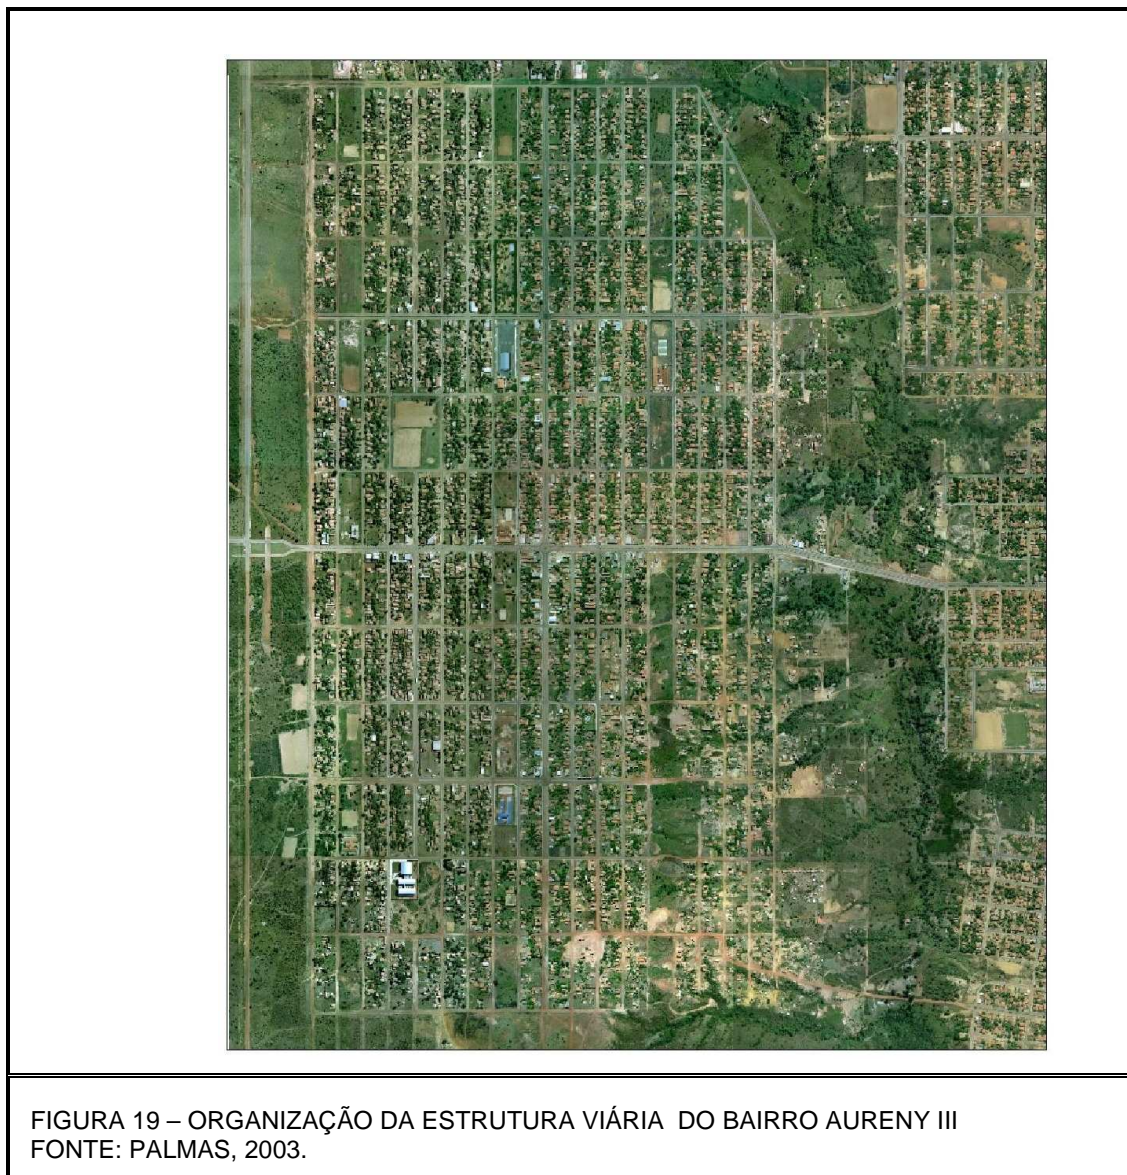 FIGURA 19 – ORGANIZAÇÃO DA ESTRUTURA VIÁRIA DO BAIRRO AURENY III
FONTE: PALMAS, 2003.